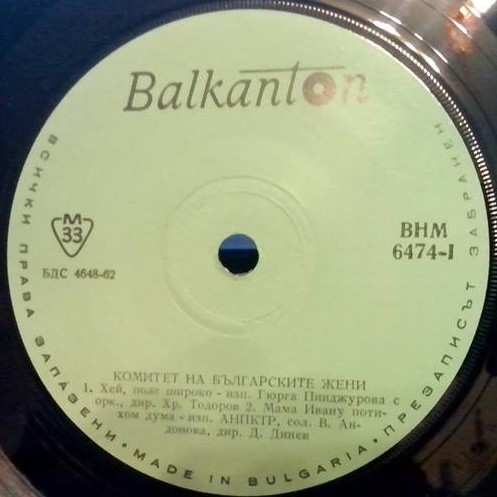 Balkanton
M
33
БДС 4648-62
ВНМ
6474-I
КОМИТЕТ НА БЪЛГАРСКИТЕ ЖЕНИ
1. Хей, поле широко - изп. Гюрга Пинджурова с
орк., дир. Хр. Тодоров 2. Мама Ивану поти-
хом дума - изп. АНПКТР, сол. В. Ан-
донова, дир. Д. Динев
ВСИЧКИ ПРАВА ЗАПАЗЕНИ • MADE IN BULGARIA • ПРЕЗАПИСЪТ ЗАБРАНЕН